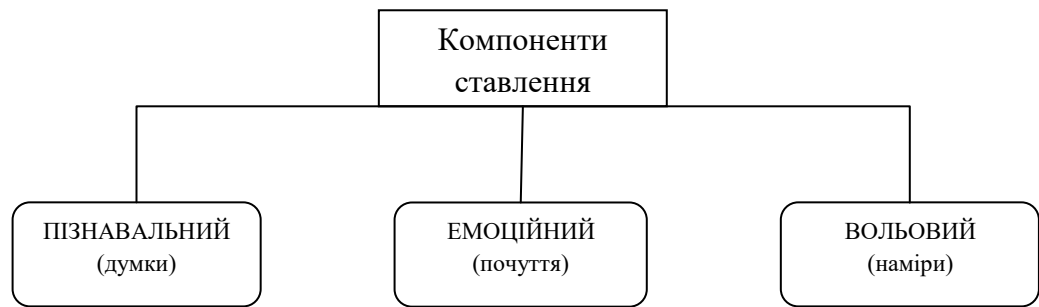 Компоненти
ставлення
ПІЗНАВАЛЬНИЙ
(думки)
ЕМОЦІЙНИЙ
(почуття)
ВОЛЬОВИЙ
(наміри)